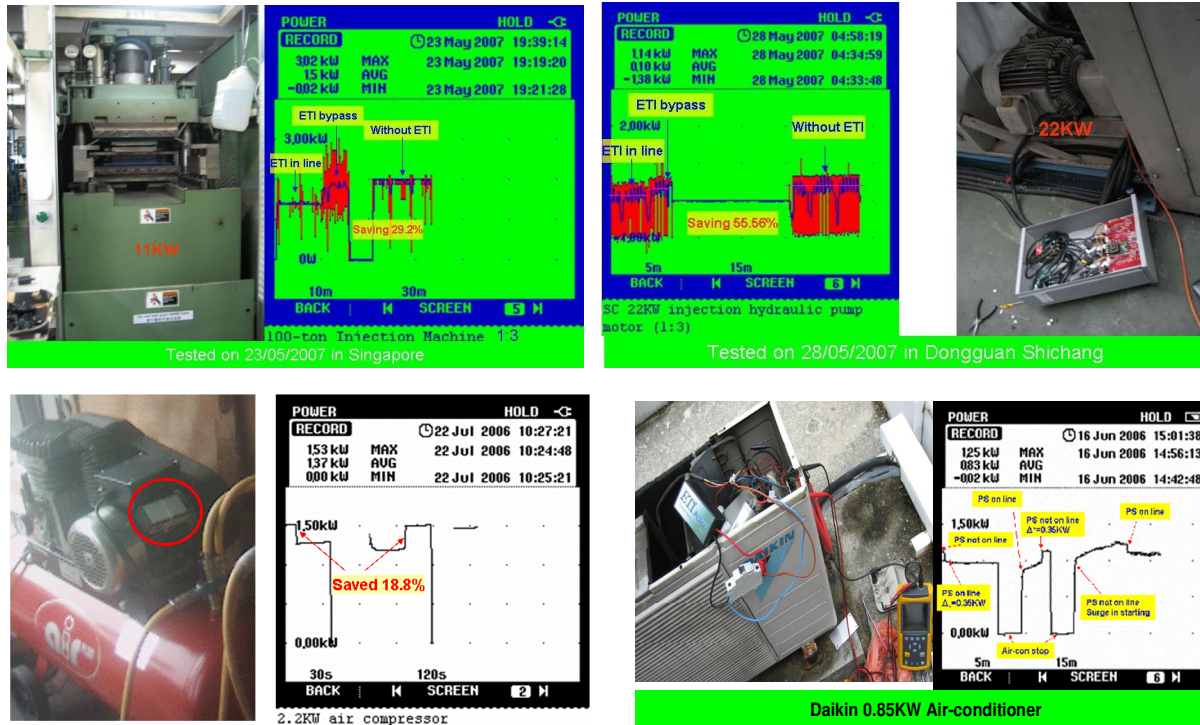 11KW
POWER HOLD
RECORD 23 May 2007 19:39:14
3,02 kW MAX 23 May 2007 19:19:20
1,5 kW AVG
-0,02 kW MIN 23 May 2007 19:21:28
ETI bypass
Without ETI
3,00kW
ETI in line
Saving 29.2%
0W
10m 30m
BACK SCREEN 5
100-ton Injection Machine 1:3
Tested on 23/05/2007 in Singapore
POWER HOLD
RECORD 28 May 2007 04:58:19
1,14 kW MAX 28 May 2007 04:34:59
0,10 kW AVG
-1,38 kW MIN 28 May 2007 04:33:48
ETI bypass
2,00kW
Without ETI
ETI in line
Saving 55.56%
-1,00kW
5m 15m
BACK SCREEN 6
SC 22KW injection hydraulic pump
motor (1:3)
22KW
Tested on 28/05/2007 in Dongguan Shichang
air
POWER HOLD
RECORD 22 Jul 2006 10:27:21
1,53 kW MAX 22 Jul 2006 10:24:48
1,37 kW AVG
0,00 kW MIN 22 Jul 2006 10:25:21
1,50kW
Saved 18.8%
0,00kW
30s 120s
BACK SCREEN 2
2.2KW air compressor
DAIKIN
POWER HOLD
RECORD 16 Jun 2006 15:01:38
1,25 kW MAX 16 Jun 2006 14:56:13
0,83 kW AVG
-0,02 kW MIN 16 Jun 2006 14:42:48
PS on line
1,50kW
PS not on line
Δ+=0.35KW
PS on line
PS not on line
PS on line
Δ-=0.35KW
PS not on line
Surge in starting
0,00kW
Air-con stop
5m 15m
BACK SCREEN 6
Daikin 0.85KW Air-conditioner